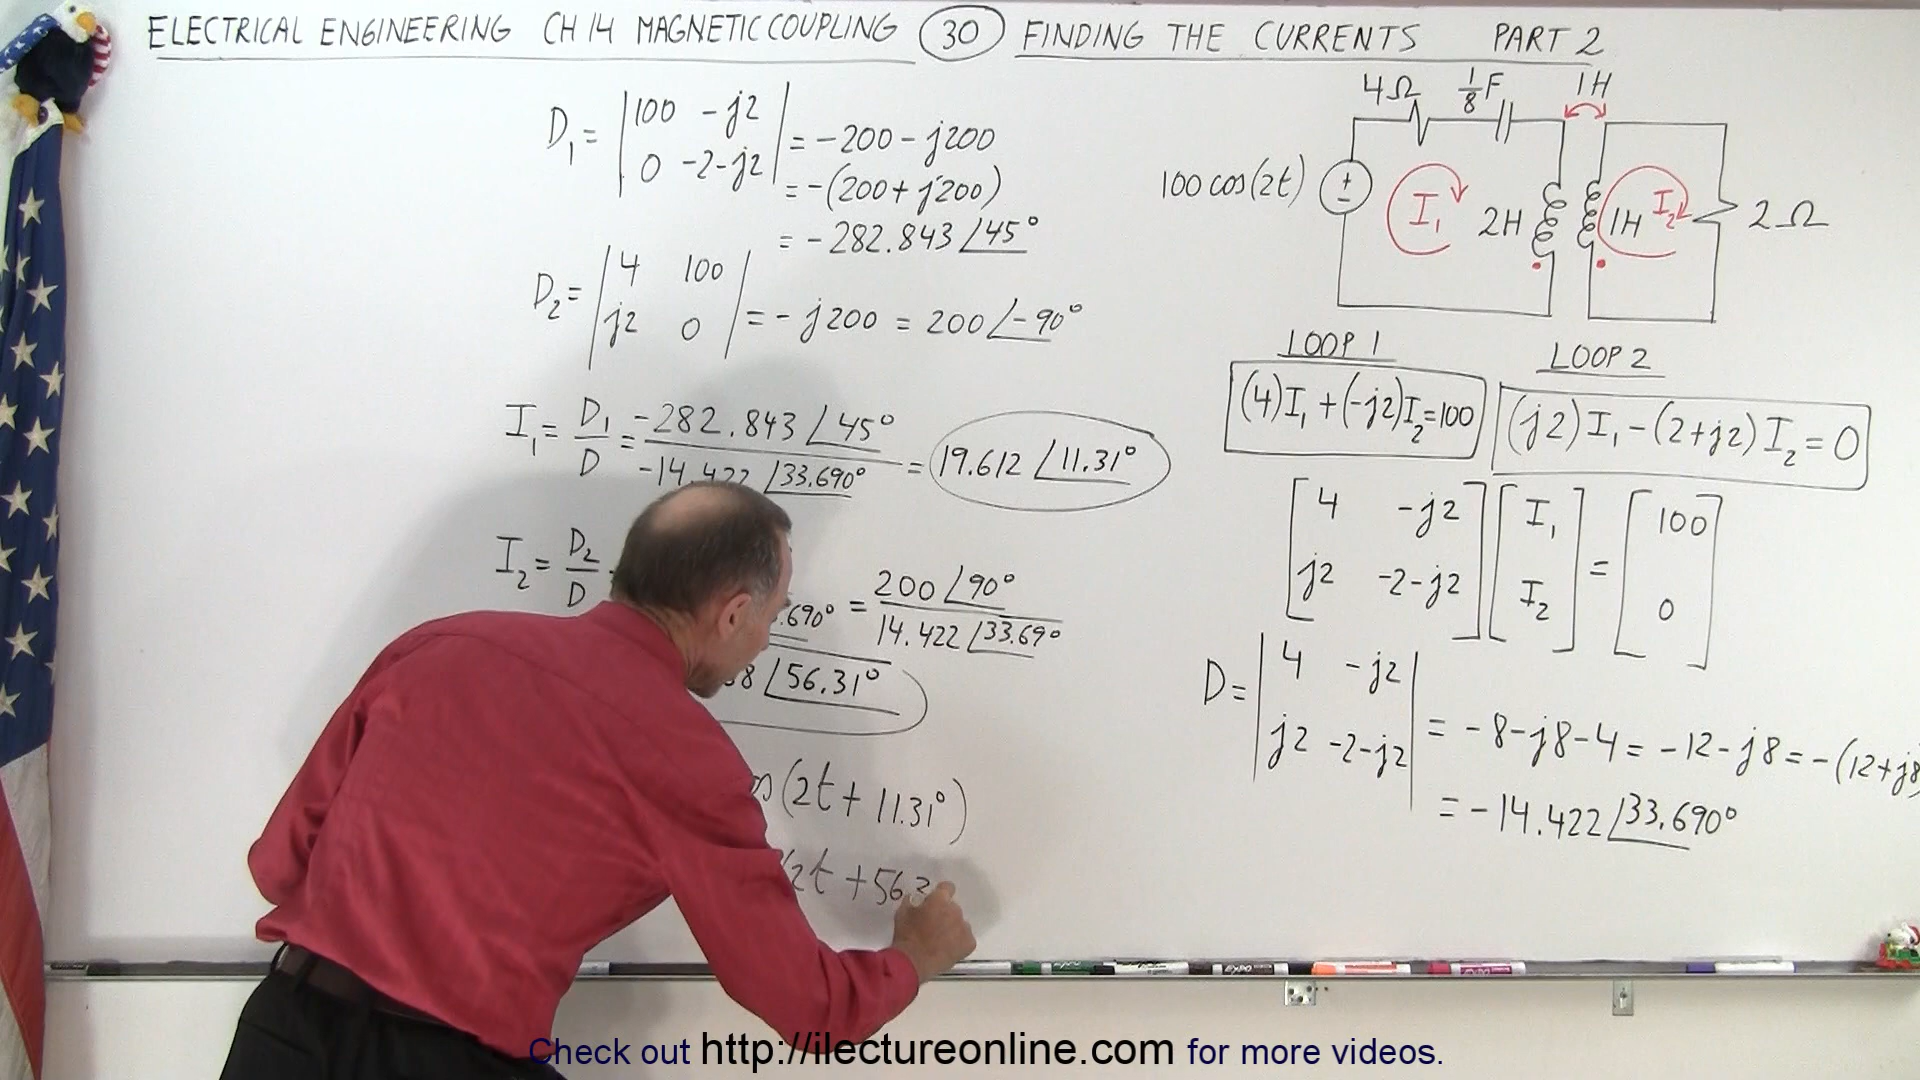 ELECTRICAL ENGINEERING CH 14 MAGNETIC COUPLING 30 FINDING THE CURRENTS PART 2
D₁ = |100 -j2|
|0 -2-j2| = -200 - j200
= -(200 + j200)
= -282.843 ∠45°
D₂ = |4 100|
|j2 0| = -j200 = 200 ∠-90°
I₁ = D₁/D = -282.843 ∠45° / -14.422 ∠33.690° = 19.612 ∠11.31°
I₂ = D₂/D
.690° = 200 ∠90° / 14.422 ∠33.69°
8 ∠56.31°
(2t + 11.31°)
2t + 56.3
4Ω 1/8 F 1H
100 cos(2t) + - I₁ 2H 1H I₂ 2Ω
LOOP 1
(4)I₁ + (-j2)I₂ = 100
LOOP 2
(j2)I₁ - (2+j2)I₂ = 0
[4 -j2] [I₁] = [100]
[j2 -2-j2] [I₂] [0]
D = |4 -j2|
|j2 -2-j2| = -8-j8-4 = -12-j8 = -(12+j8)
= -14.422 ∠33.690°
Check out http://ilectureonline.com for more videos.